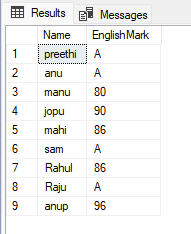 Results Messages
Name EnglishMark
1 preethi A
2 anu A
3 manu 80
4 jopu 90
5 mahi 86
6 sam A
7 Rahul 86
8 Raju A
9 anup 96